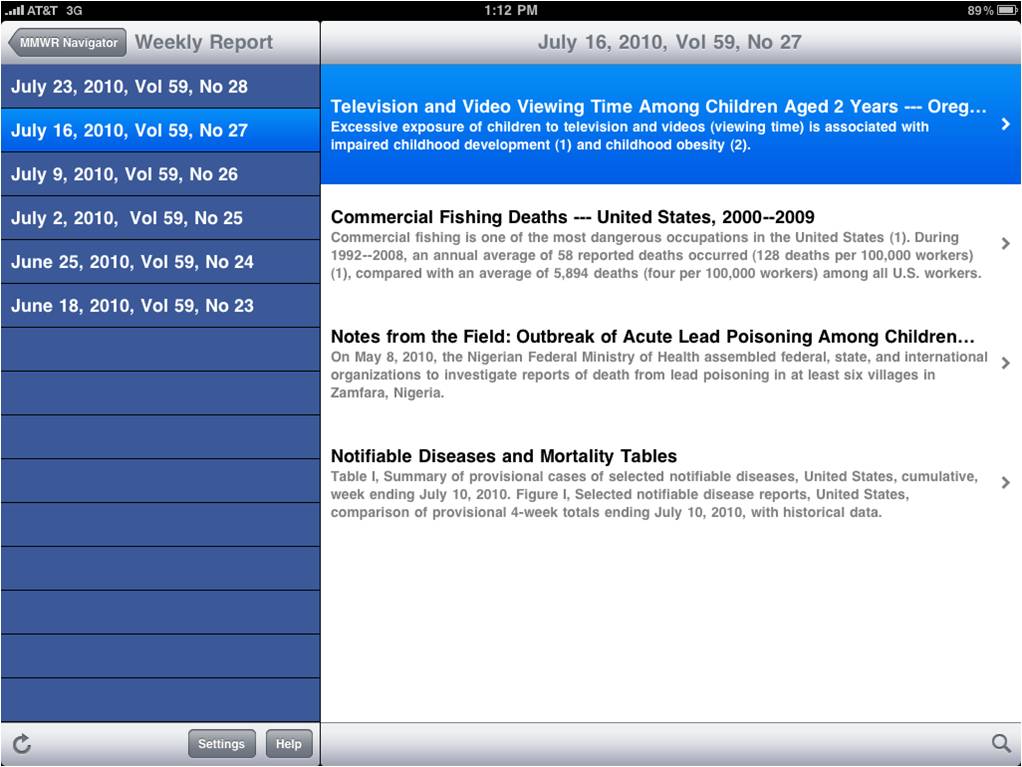 AT&T 3G
1:12 PM
89%
MMWR Navigator
Weekly Report
July 23, 2010, Vol 59, No 28
July 16, 2010, Vol 59, No 27
July 9, 2010, Vol 59, No 26
July 2, 2010,  Vol 59, No 25
June 25, 2010, Vol 59, No 24
June 18, 2010, Vol 59, No 23
Settings
Help
July 16, 2010, Vol 59, No 27
Television and Video Viewing Time Among Children Aged 2 Years --- Oreg...
Excessive exposure of children to television and videos (viewing time) is associated with
impaired childhood development (1) and childhood obesity (2).
Commercial Fishing Deaths --- United States, 2000--2009
Commercial fishing is one of the most dangerous occupations in the United States (1). During
1992--2008, an annual average of 58 reported deaths occurred (128 deaths per 100,000 workers)
(1), compared with an average of 5,894 deaths (four per 100,000 workers) among all U.S. workers.
Notes from the Field: Outbreak of Acute Lead Poisoning Among Children...
On May 8, 2010, the Nigerian Federal Ministry of Health assembled federal, state, and international
organizations to investigate reports of death from lead poisoning in at least six villages in
Zamfara, Nigeria.
Notifiable Diseases and Mortality Tables
Table I, Summary of provisional cases of selected notifiable diseases, United States, cumulative,
week ending July 10, 2010. Figure I, Selected notifiable disease reports, United States,
comparison of provisional 4-week totals ending July 10, 2010, with historical data.